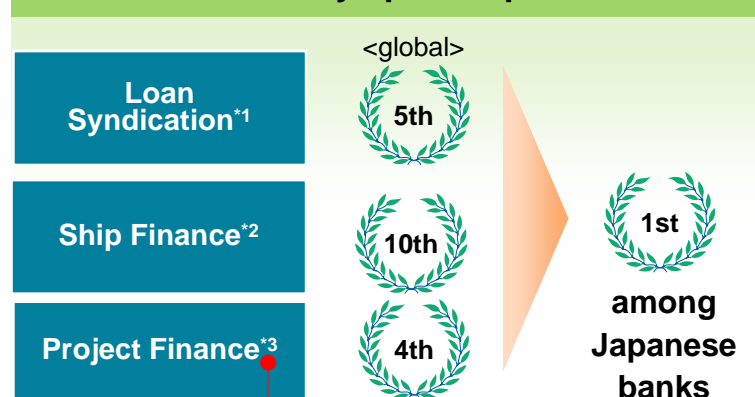 <global>
Loan
Syndication*1
5th
Ship Finance*2
10th
1st
among
Japanese
banks
Project Finance*3
4th